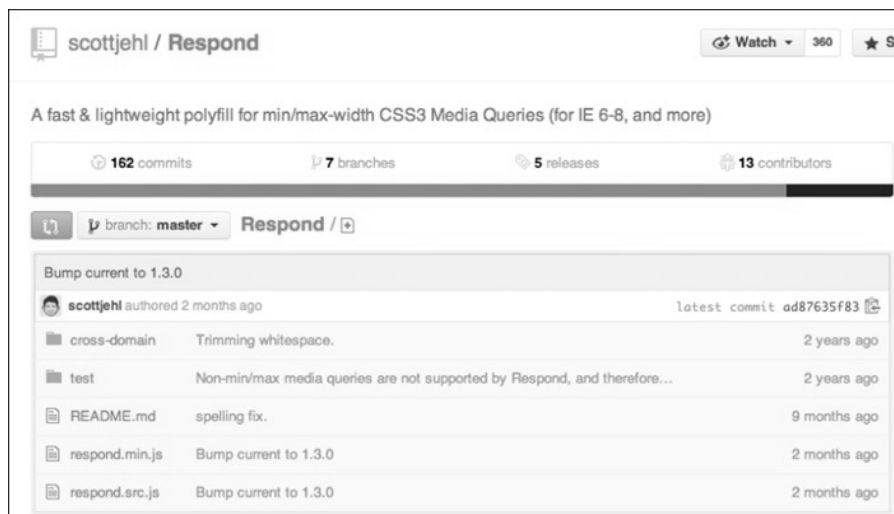 scottjehl / Respond
Watch 360 S
A fast & lightweight polyfill for min/max-width CSS3 Media Queries (for IE 6-8, and more)
162 commits 7 branches 5 releases 13 contributors
branch: master Respond /
Bump current to 1.3.0
scottjehl authored 2 months ago latest commit ad87635f83
cross-domain Trimming whitespace. 2 years ago
test Non-min/max media queries are not supported by Respond, and therefore… 2 years ago
README.md spelling fix. 9 months ago
respond.min.js Bump current to 1.3.0 2 months ago
respond.src.js Bump current to 1.3.0 2 months ago